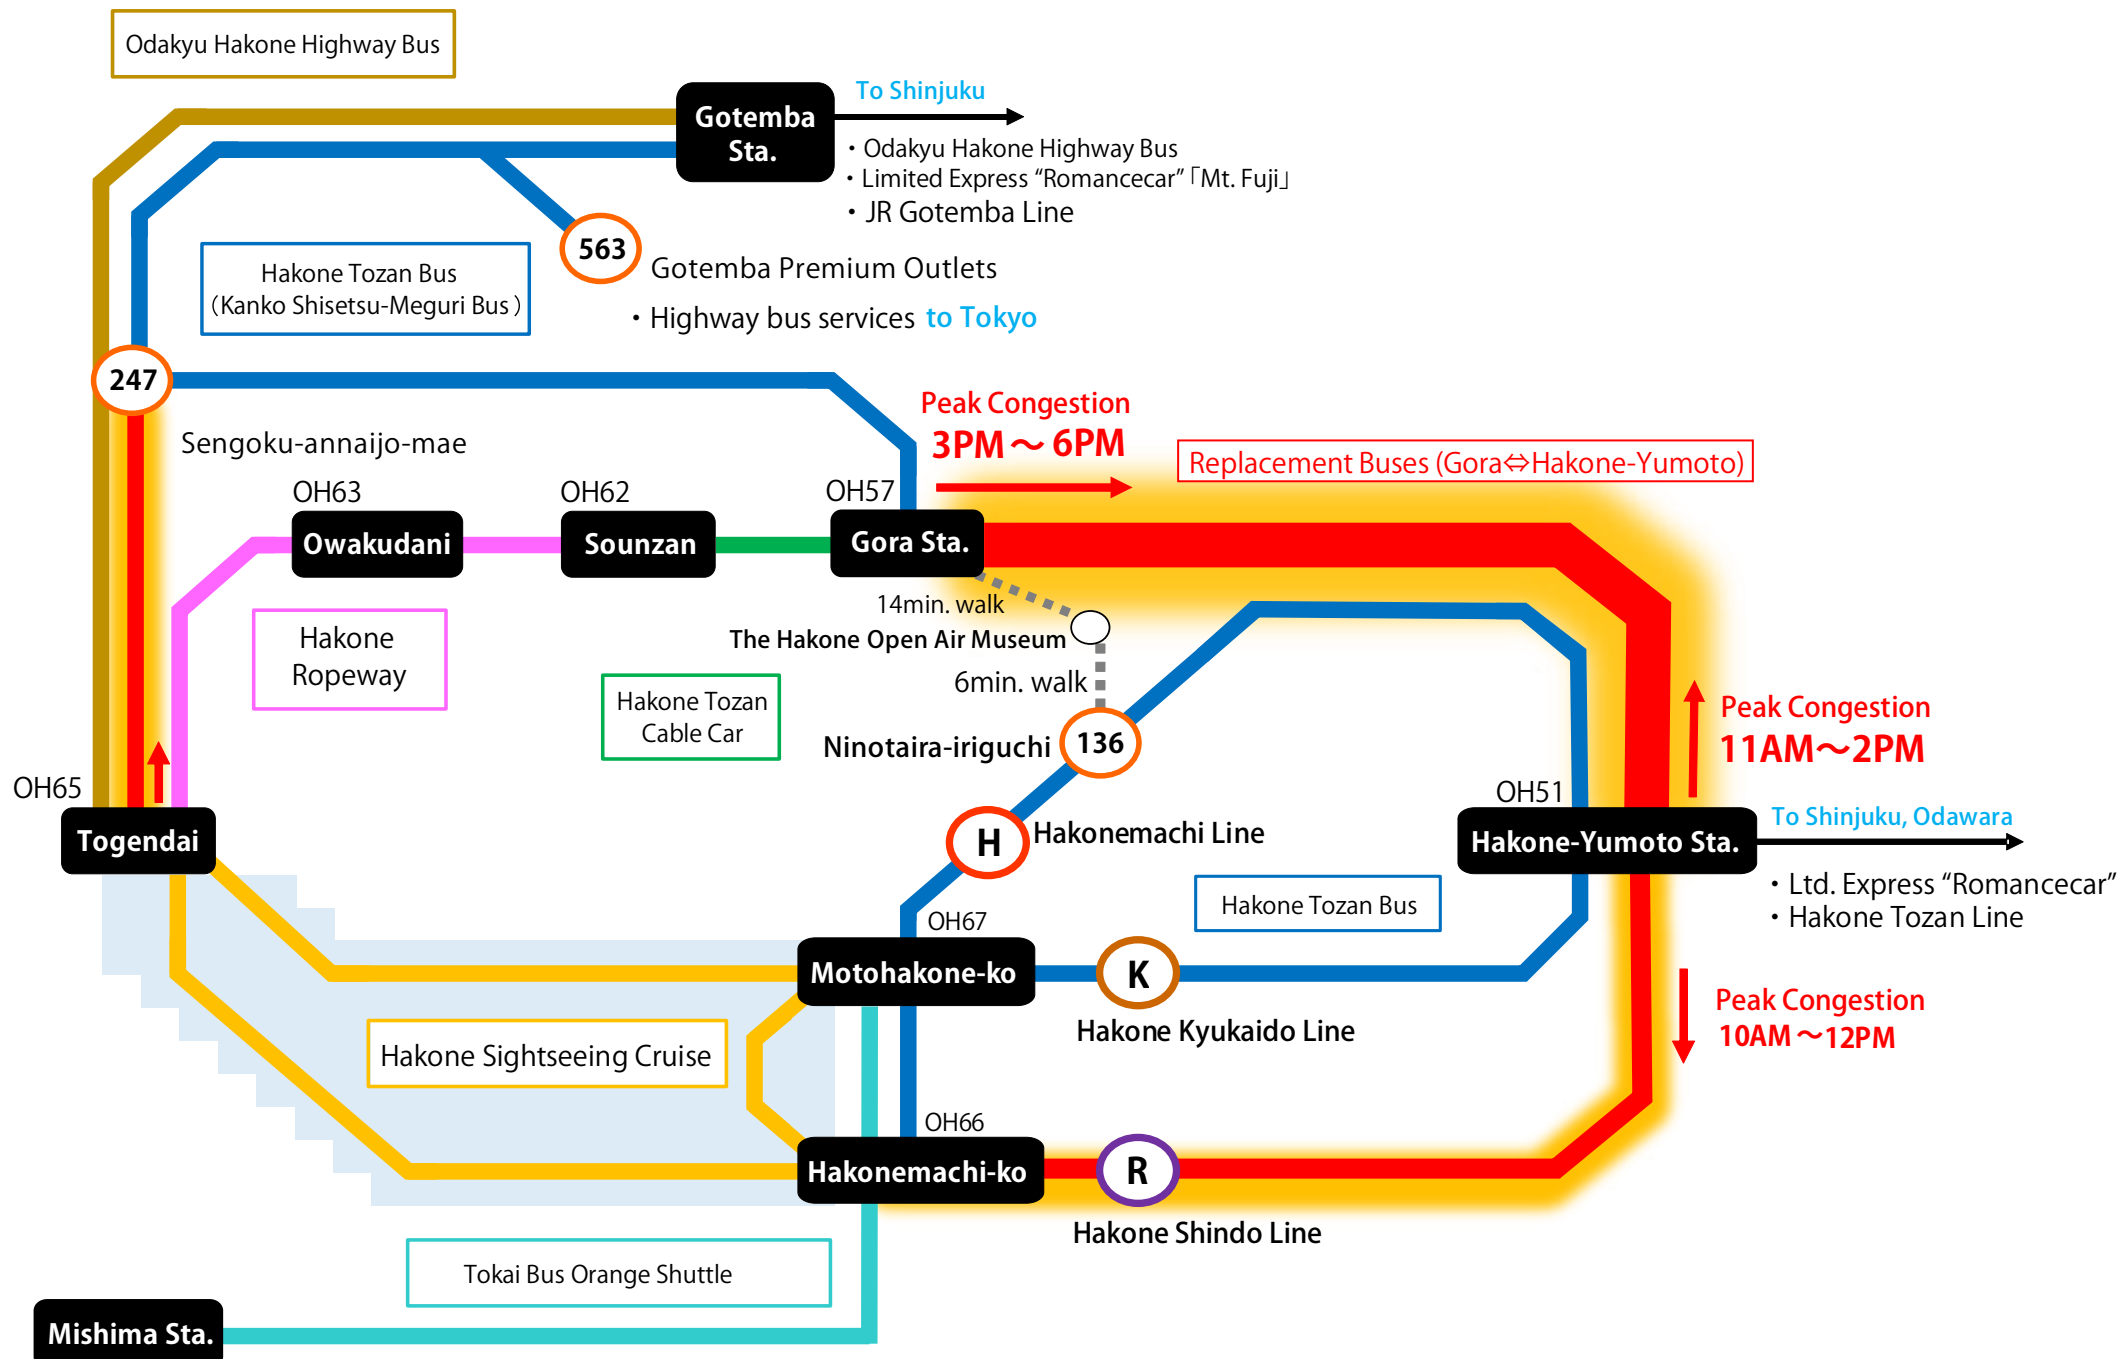 Odakyu Hakone Highway Bus
Gotemba
Sta.
To Shinjuku
・Odakyu Hakone Highway Bus
・Limited Express “Romancecar”「Mt. Fuji」
・JR Gotemba Line
563
Gotemba Premium Outlets
・Highway bus services to Tokyo
Hakone Tozan Bus
（Kanko Shisetsu-Meguri Bus）
247
Sengoku-annaijo-mae
Peak Congestion
3PM～6PM
Replacement Buses (Gora⇔Hakone-Yumoto)
OH63
Owakudani
OH62
Sounzan
OH57
Gora Sta.
14min. walk
The Hakone Open Air Museum
6min. walk
Hakone
Ropeway
Hakone Tozan
Cable Car
Ninotaira-iriguchi
136
Peak Congestion
11AM～2PM
OH65
Togendai
H
Hakonemachi Line
OH51
Hakone-Yumoto Sta.
To Shinjuku, Odawara
・Ltd. Express “Romancecar”
・Hakone Tozan Line
Hakone Tozan Bus
OH67
Motohakone-ko
K
Hakone Kyukaido Line
Peak Congestion
10AM～12PM
Hakone Sightseeing Cruise
OH66
Hakonemachi-ko
R
Hakone Shindo Line
Tokai Bus Orange Shuttle
Mishima Sta.